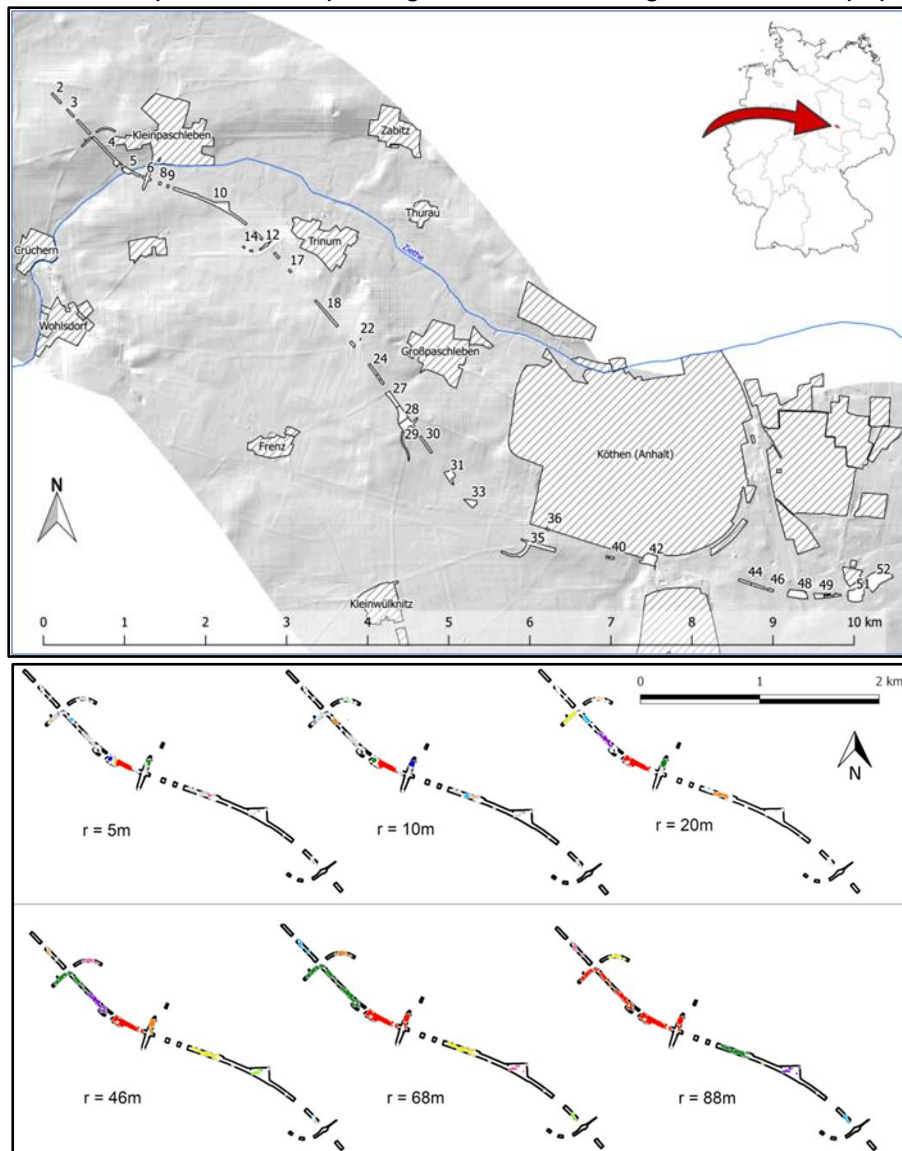 2
3
Kleinpaschleben
Zabitz
4
5
6
8 9
10
Thurau
Crüchern
14 12
Trinum
Ziethe
17
Wohlsdorf
18
22
Großpaschleben
24
27
28
Frenz
29 30
Köthen (Anhalt)
31
33
N
36
35
40 42
44 46 48 49 51 52
Kleinwülknitz
0 1 2 3 4 5 6 7 8 9 10 km
0 1 2 km
N
r = 5m
r = 10m
r = 20m
r = 46m
r = 68m
r = 88m